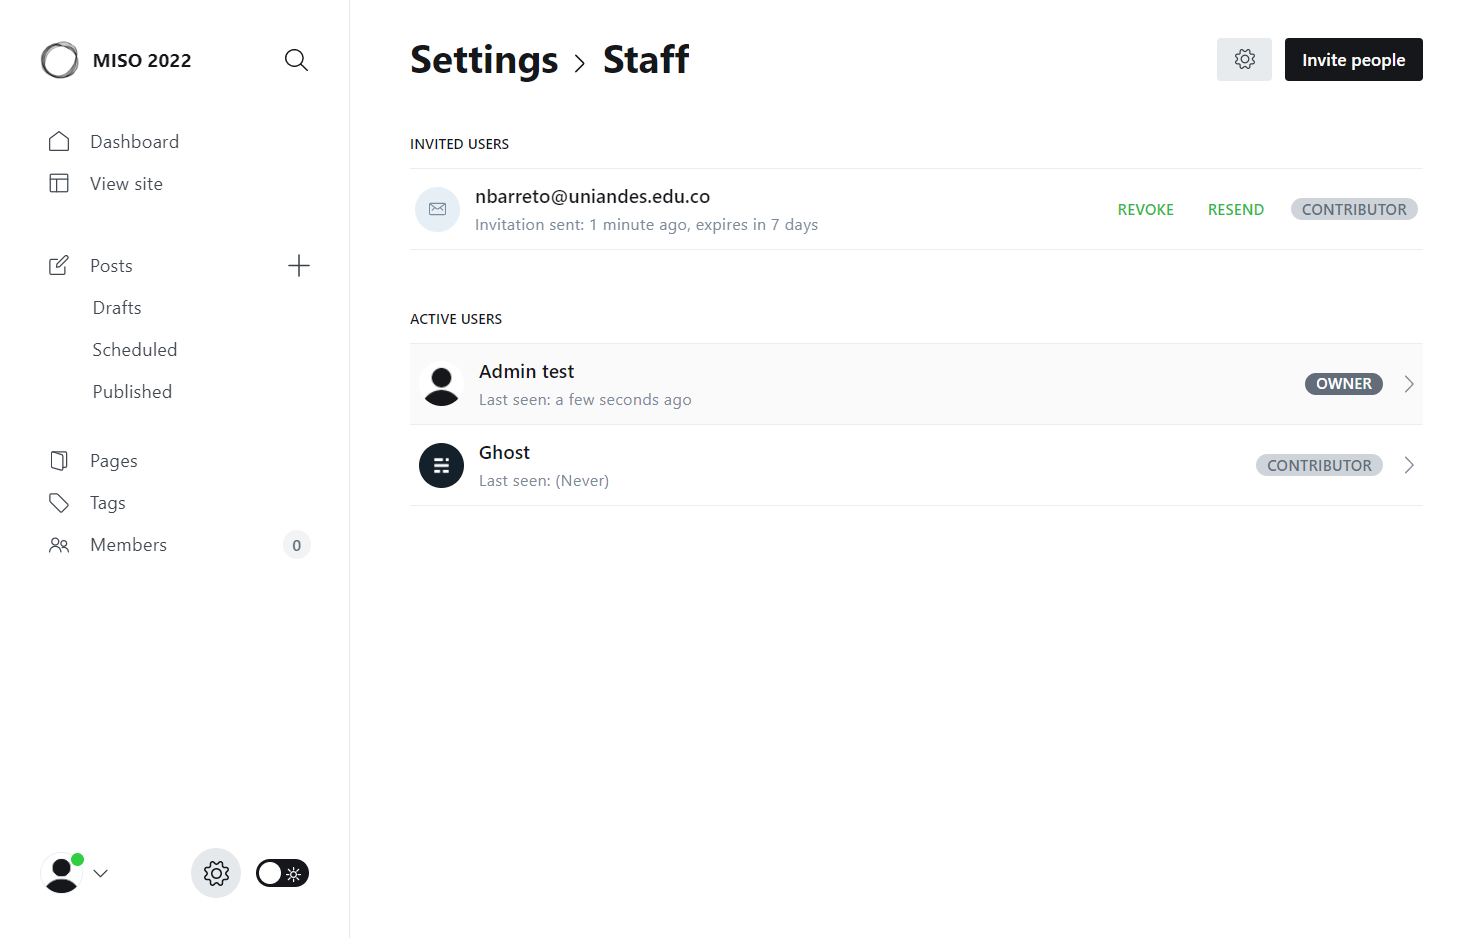 MISO 2022
Dashboard
View site
Posts
Drafts
Scheduled
Published
Pages
Tags
Members
0
Settings
Staff
Invite people
INVITED USERS
nbarreto@uniandes.edu.co
Invitation sent: 1 minute ago, expires in 7 days
REVOKE
RESEND
CONTRIBUTOR
ACTIVE USERS
Admin test
Last seen: a few seconds ago
OWNER
Ghost
Last seen: (Never)
CONTRIBUTOR